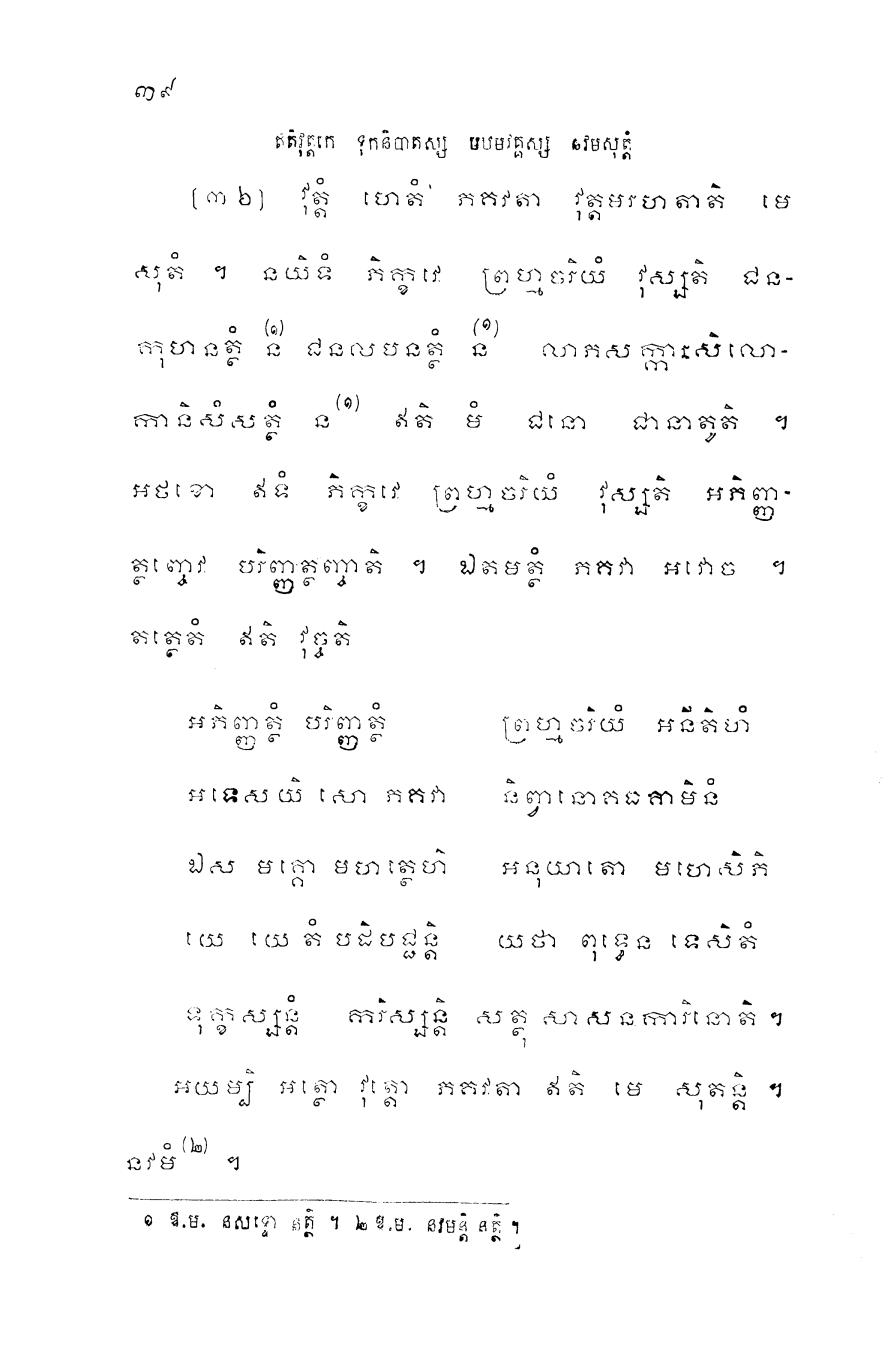 ៣៩
ឥតិវុត្តកេ ទុកនិបាតស្ស បឋមវគ្គស្ស នវមសុត្តំ
[៣៦] វុត្តំ ហេតំ ភគវតា វុត្តមរហតាតិ មេ
សុតំ ។ នយិទំ ភិក្ខវេ ព្រហ្មចរិយំ វុស្សតិ ជន-
កុហនត្ថំ ន (១) ជនលបនត្ថំ ន (១) លាភសក្ការសិលោ-
កានិសំសត្ថំ ន (១) ឥតិ មំ ជនោ ជានាតូតិ ។
អថខោ ឥទំ ភិក្ខវេ ព្រហ្មចរិយំ វុស្សតិ អភិញ្ញ-
ត្ថញ្ចេវ បរិញ្ញត្ថញ្ចាតិ ។ ឯតមត្ថំ ភគវា អវោច ។
តត្ថេតំ ឥតិ វុច្ចតិ
អភិញ្ញត្ថំ បរិញ្ញត្ថំ ព្រហ្មចរិយំ អនីតិហំ
អទេសយិ សោ ភគវា និព្វានោគធគាមិនំ
ឯស មគ្គោ មហត្ថេហិ អនុយាតោ មហេសិភិ
យេ យេ តំ បដិបជ្ជន្តិ យថា ពុទ្ធេន ទេសិតំ
ទុក្ខស្សន្តំ ករិស្សន្តិ សត្ថុ សាសនការិនោតិ ។
អយម្បិ អត្ថោ វុត្តោ ភគវតា ឥតិ មេ សុតន្តិ ។
នវមំ (២) ។
១ ឱ.ម. នសទ្ទោ នត្ថិ ។ ២ ឱ.ម. នវមន្តិ នត្ថិ ។